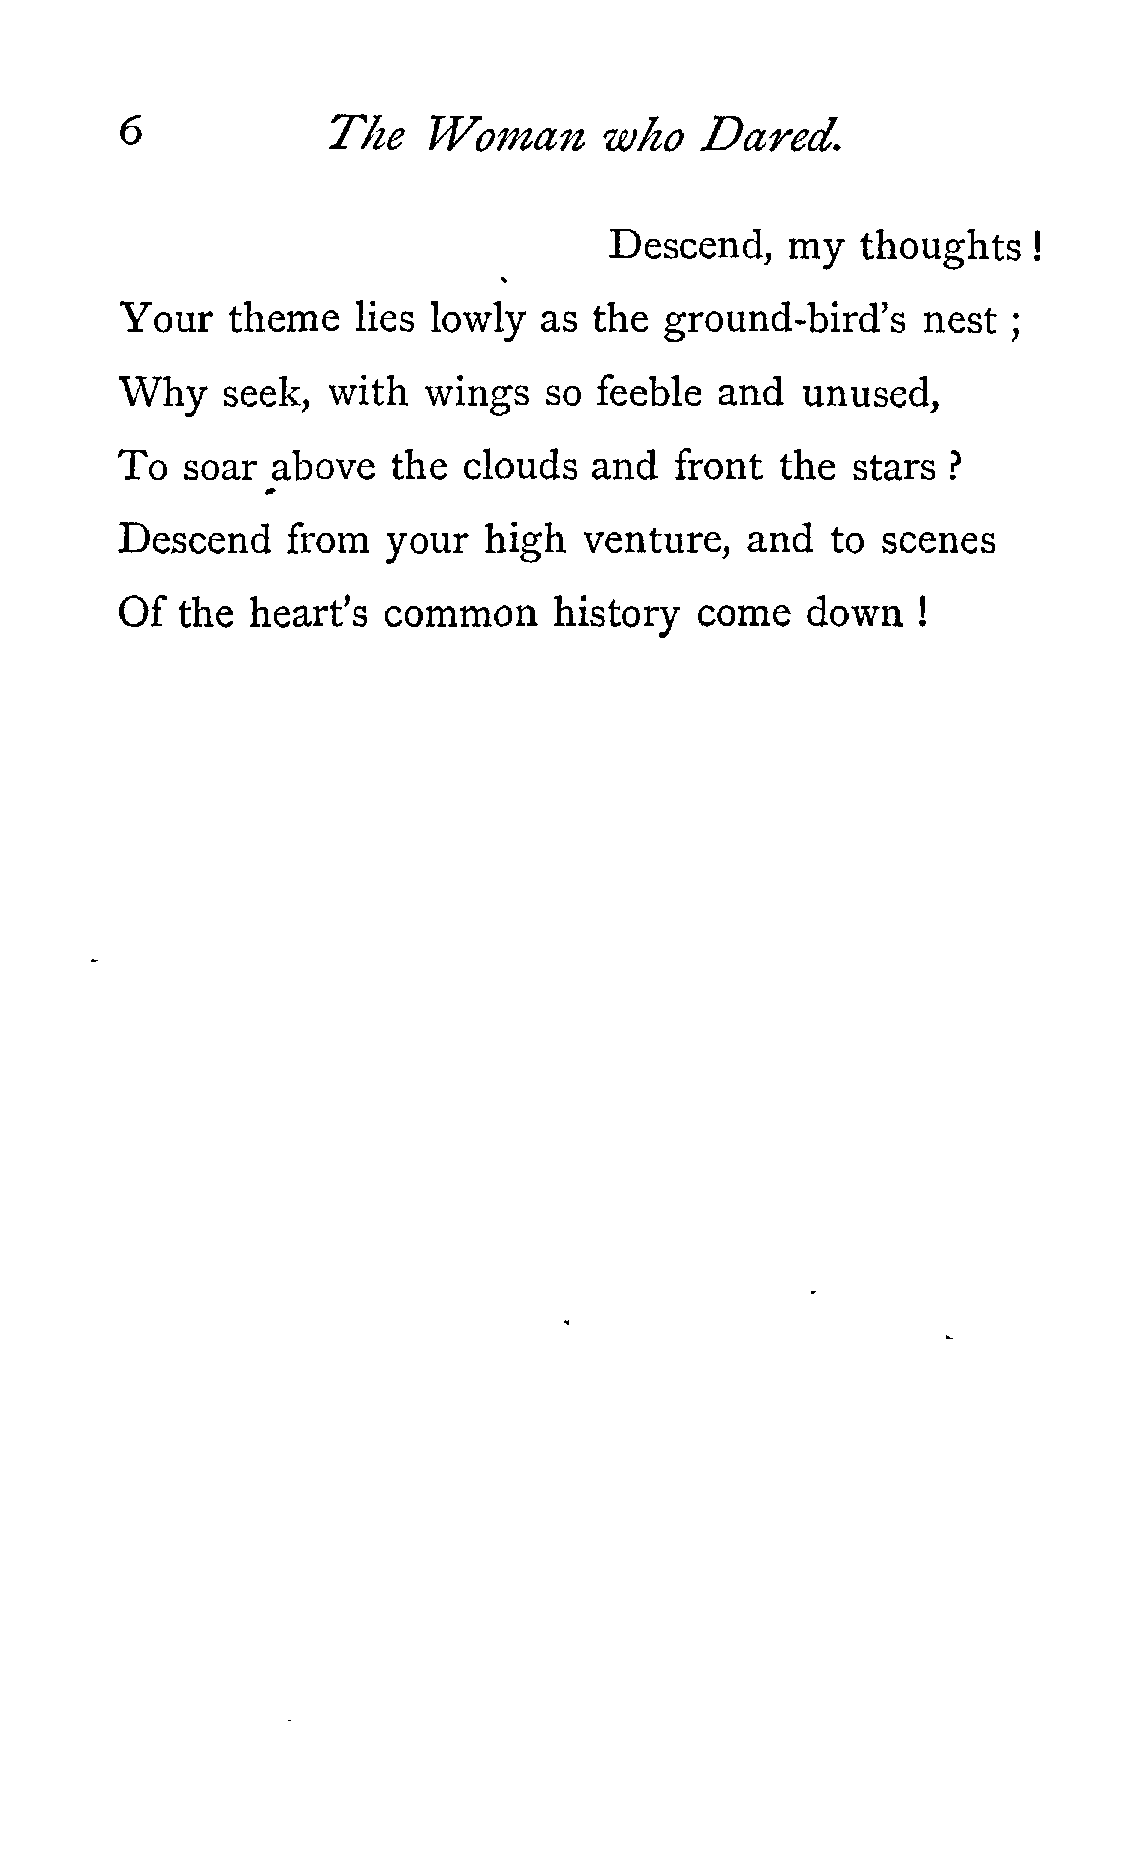 6 The Woman who Dared.
Descend, my thoughts !
Your theme lies lowly as the ground-bird's nest ;
Why seek, with wings so feeble and unused,
To soar above the clouds and front the stars ?
Descend from your high venture, and to scenes
Of the heart's common history come down !